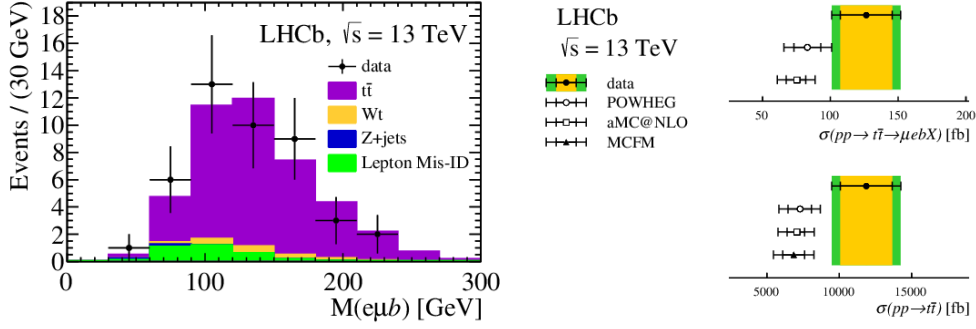 LHCb, √s = 13 TeV
data
tt̄
Wt
Z+jets
Lepton Mis-ID
Events / (30 GeV)
18
16
14
12
10
8
6
4
2
0
0 100 200 300
M(eμb) [GeV]
LHCb
√s = 13 TeV
data
POWHEG
aMC@NLO
MCFM
50 100 150 200
σ(pp→ tt̄→μebX) [fb]
5000 10000 15000
σ(pp→tt̄) [fb]